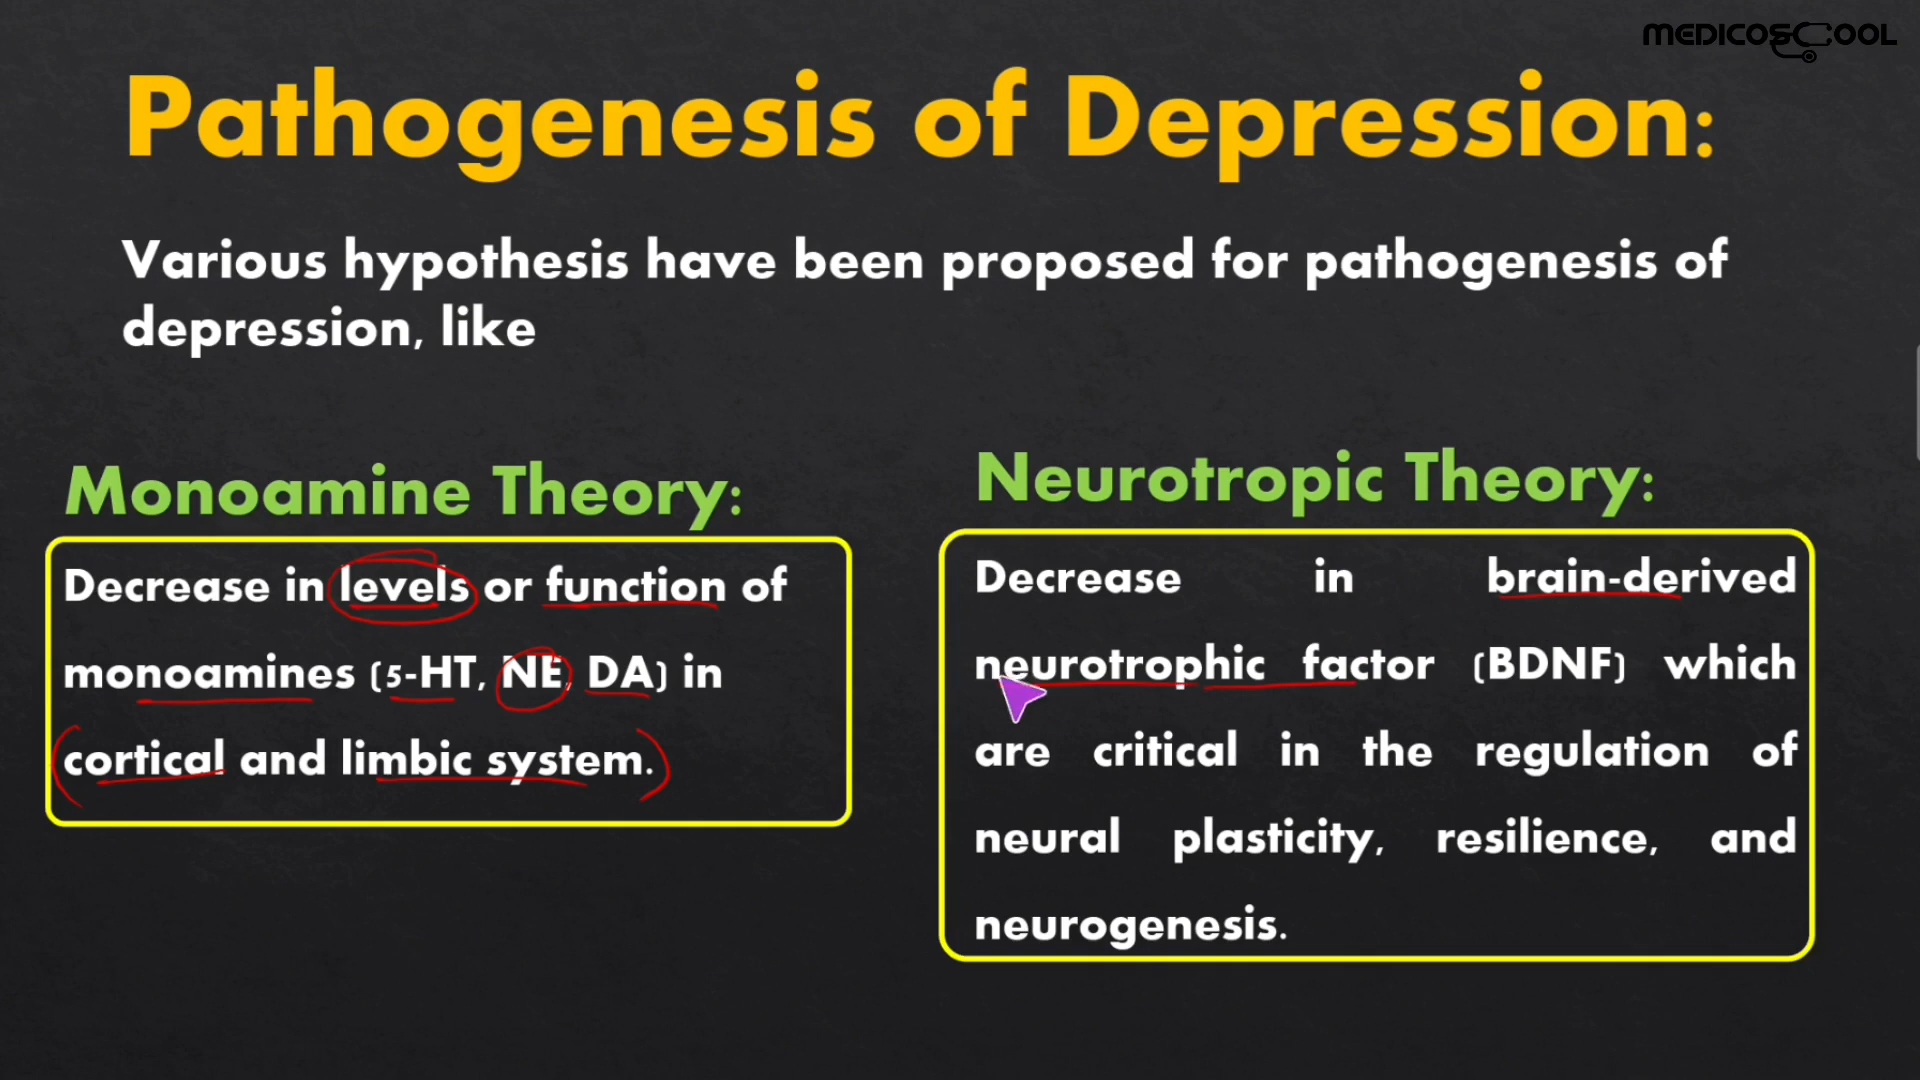 MEDICOSCOOL
Pathogenesis of Depression:
Various hypothesis have been proposed for pathogenesis of
depression, like
Monoamine Theory:
Decrease in levels or function of
monoamines (5-HT, NE, DA) in
cortical and limbic system.
Neurotropic Theory:
Decrease in brain-derived
neurotrophic factor (BDNF) which
are critical in the regulation of
neural plasticity, resilience, and
neurogenesis.